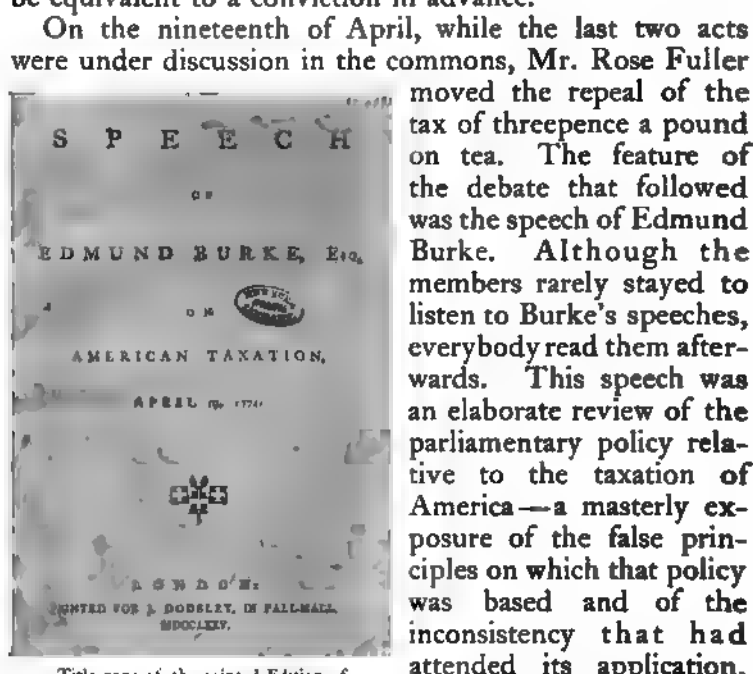 be equivalent to a conviction in advance.
On the nineteenth of April, while the last two acts
were under discussion in the commons, Mr. Rose Fuller
moved the repeal of the
tax of threepence a pound
on tea. The feature of
the debate that followed
was the speech of Edmund
Burke. Although the
members rarely stayed to
listen to Burke's speeches,
everybody read them after-
wards. This speech was
an elaborate review of the
parliamentary policy rela-
tive to the taxation of
America—a masterly ex-
posure of the false prin-
ciples on which that policy
was based and of the
inconsistency that had
attended its application.
SPEECH
OF
EDMUND BURKE, Esq.
ON
AMERICAN TAXATION,
APRIL 19, 1774.
LONDON:
PRINTED FOR J. DODSLEY, IN PALL-MALL.
MDCCLXXV.
Title-page of the printed Edition of